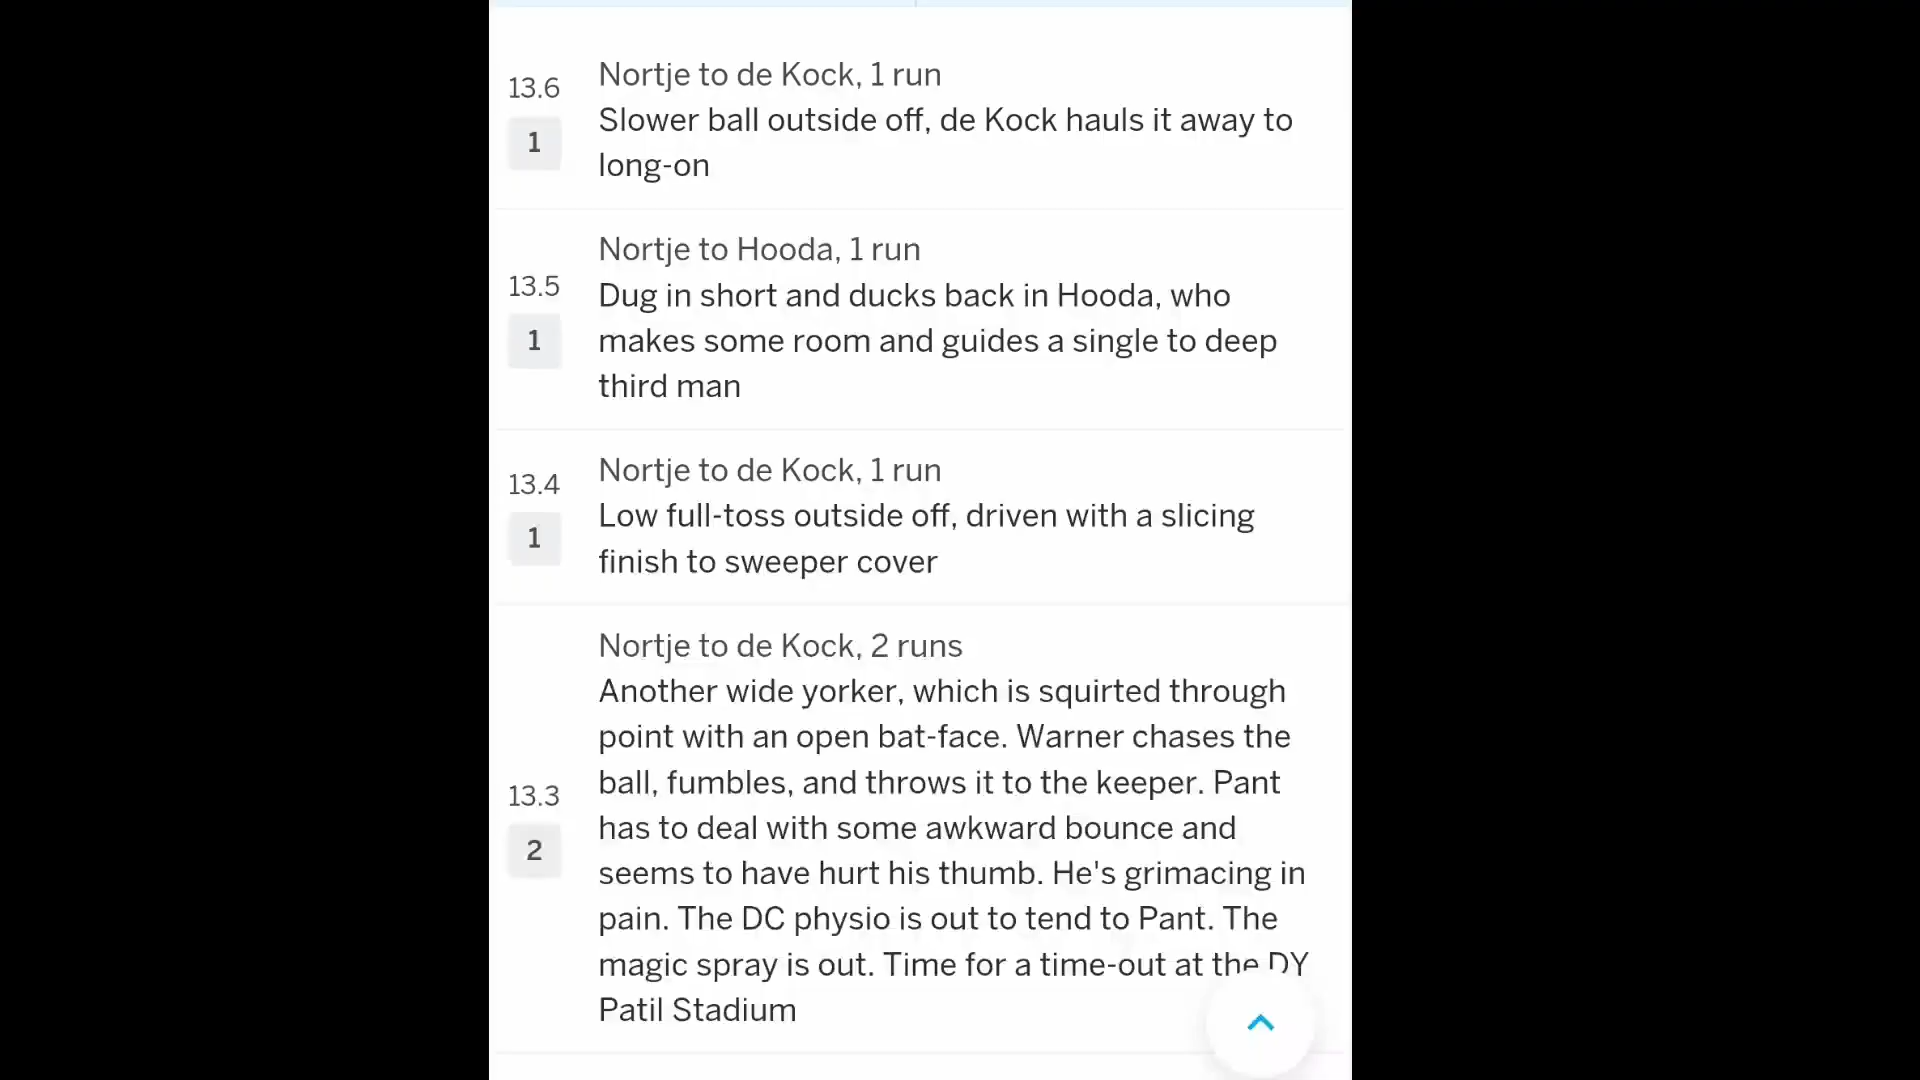 Nortje to de Kock, 1 run
13.6
Slower ball outside off, de Kock hauls it away to
1
long-on
Nortje to Hooda, 1 run
13.5
Dug in short and ducks back in Hooda, who
1
makes some room and guides a single to deep
third man
Nortje to de Kock, 1 run
13.4
Low full-toss outside off, driven with a slicing
1
finish to sweeper cover
Nortje to de Kock, 2 runs
Another wide yorker, which is squirted through
point with an open bat-face. Warner chases the
ball, fumbles, and throws it to the keeper. Pant
13.3
has to deal with some awkward bounce and
2
seems to have hurt his thumb. He's grimacing in
pain. The DC physio is out to tend to Pant. The
magic spray is out. Time for a time-out at the DY
Patil Stadium